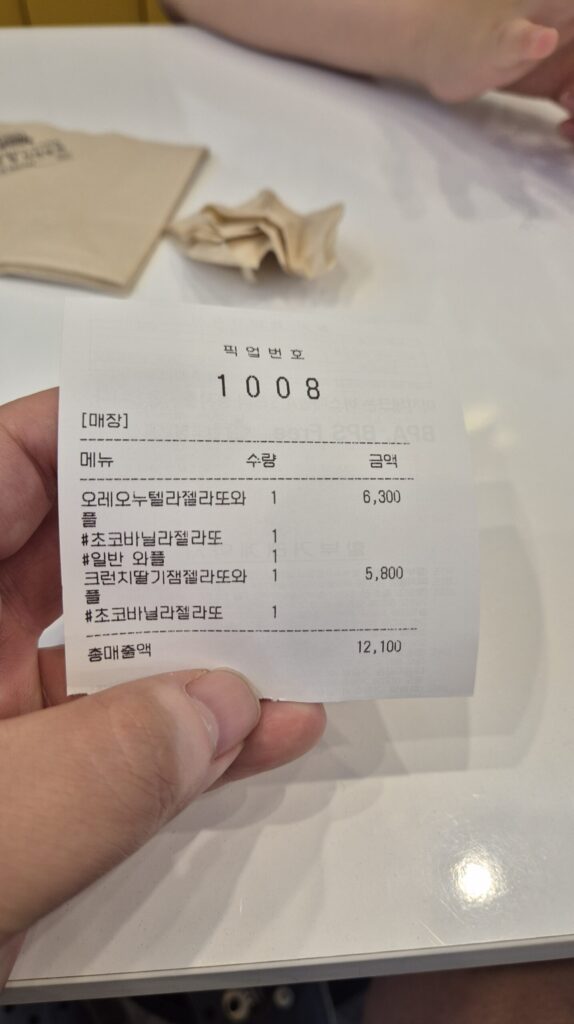 픽업번호
1008
[매장]
메뉴 수량 금액
오레오누텔라젤라또와 1 6,300
플
#초코바닐라젤라또 1
#일반 와플 1
크런치딸기잼젤라또와 1 5,800
플
#초코바닐라젤라또 1
총매출액 12,100